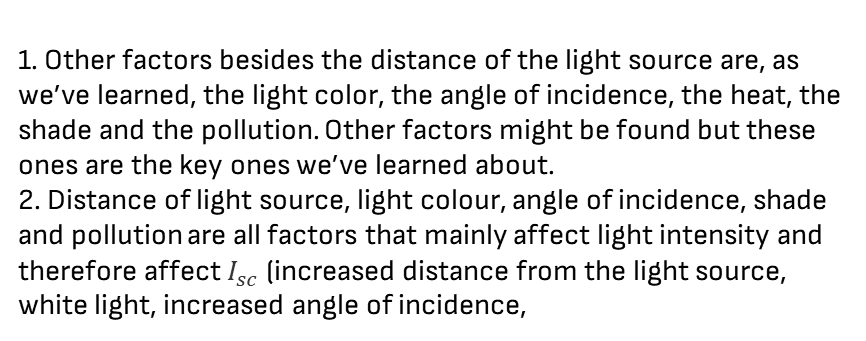 1. Other factors besides the distance of the light source are, as
we’ve learned, the light color, the angle of incidence, the heat, the
shade and the pollution. Other factors might be found but these
ones are the key ones we’ve learned about.
2. Distance of light source, light colour, angle of incidence, shade
and pollution are all factors that mainly affect light intensity and
therefore affect I_sc (increased distance from the light source,
white light, increased angle of incidence,